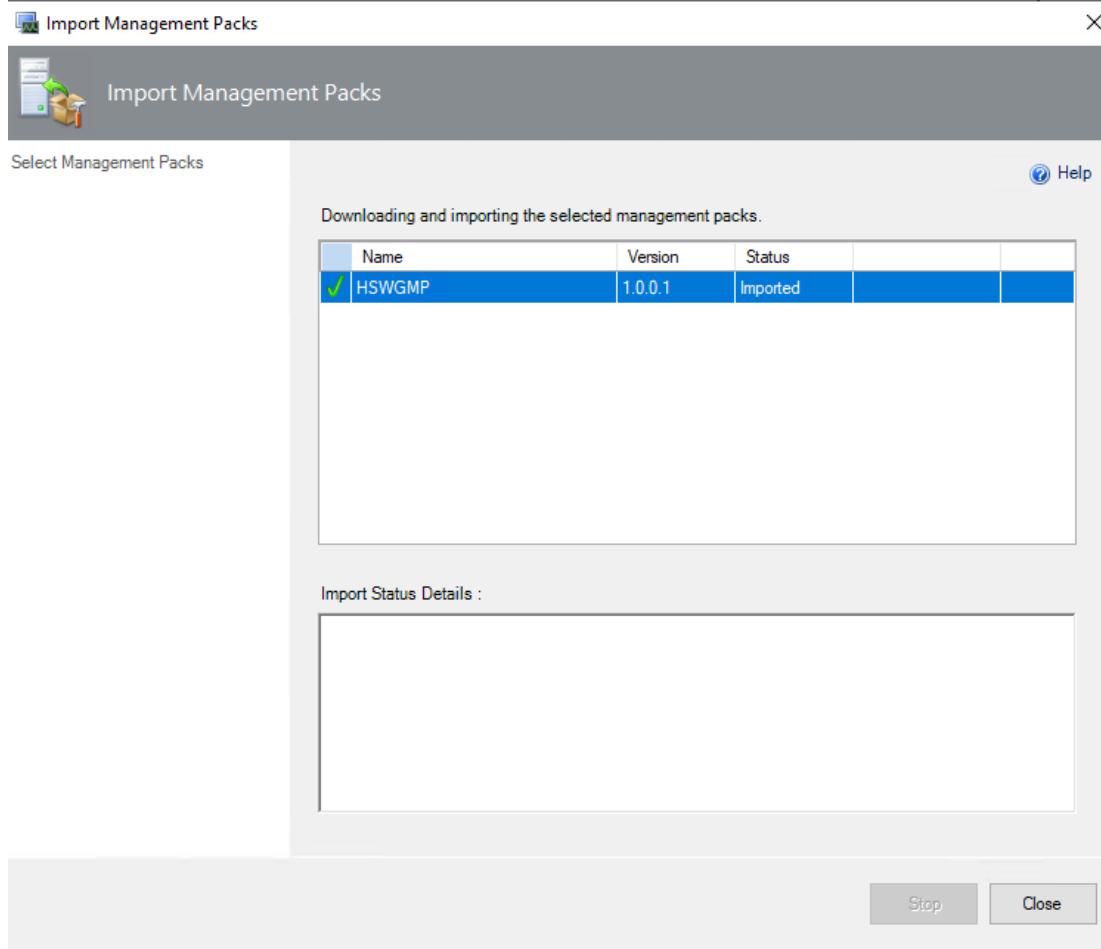 Import Management Packs
Import Management Packs
Select Management Packs
Help
Downloading and importing the selected management packs.
Name Version Status
HSWGMP 1.0.0.1 Imported
Import Status Details :
Stop Close